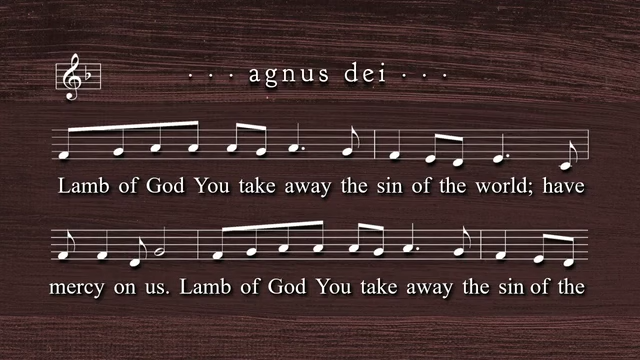 · · · agnus dei · · ·
Lamb of God You take away the sin of the world; have
mercy on us. Lamb of God You take away the sin of the